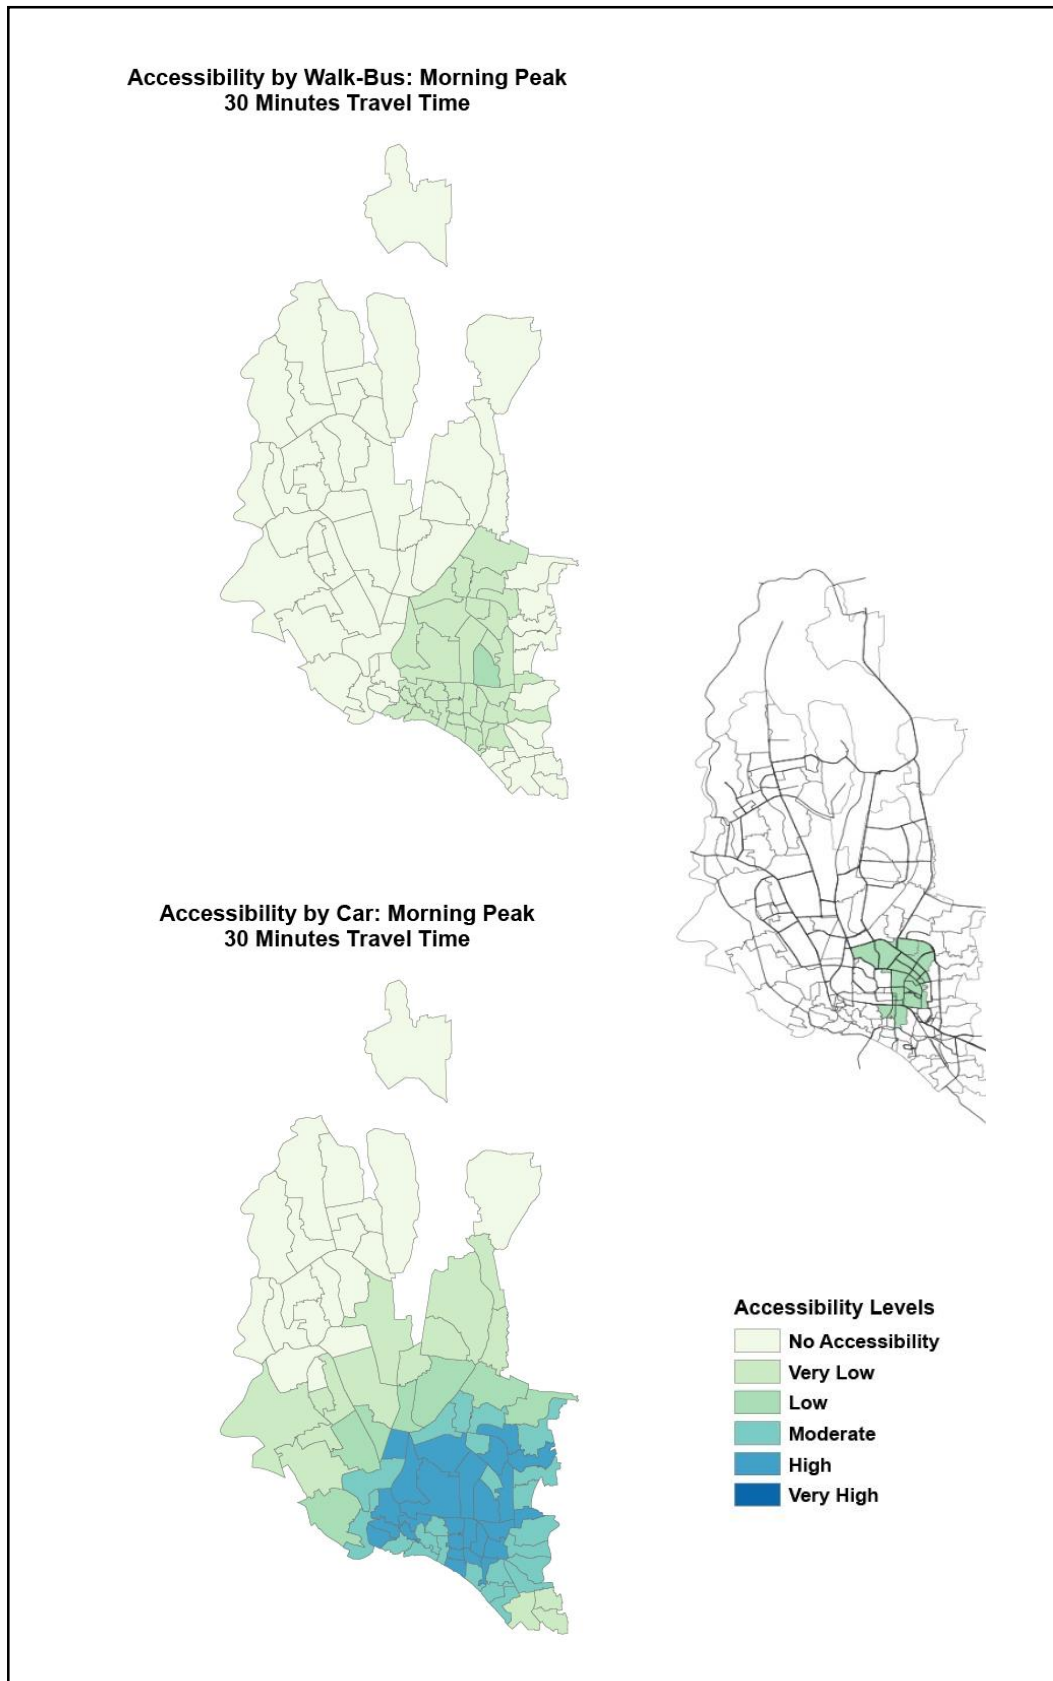 Accessibility by Walk-Bus: Morning Peak
30 Minutes Travel Time
Accessibility by Car: Morning Peak
30 Minutes Travel Time
Accessibility Levels
No Accessibility
Very Low
Low
Moderate
High
Very High